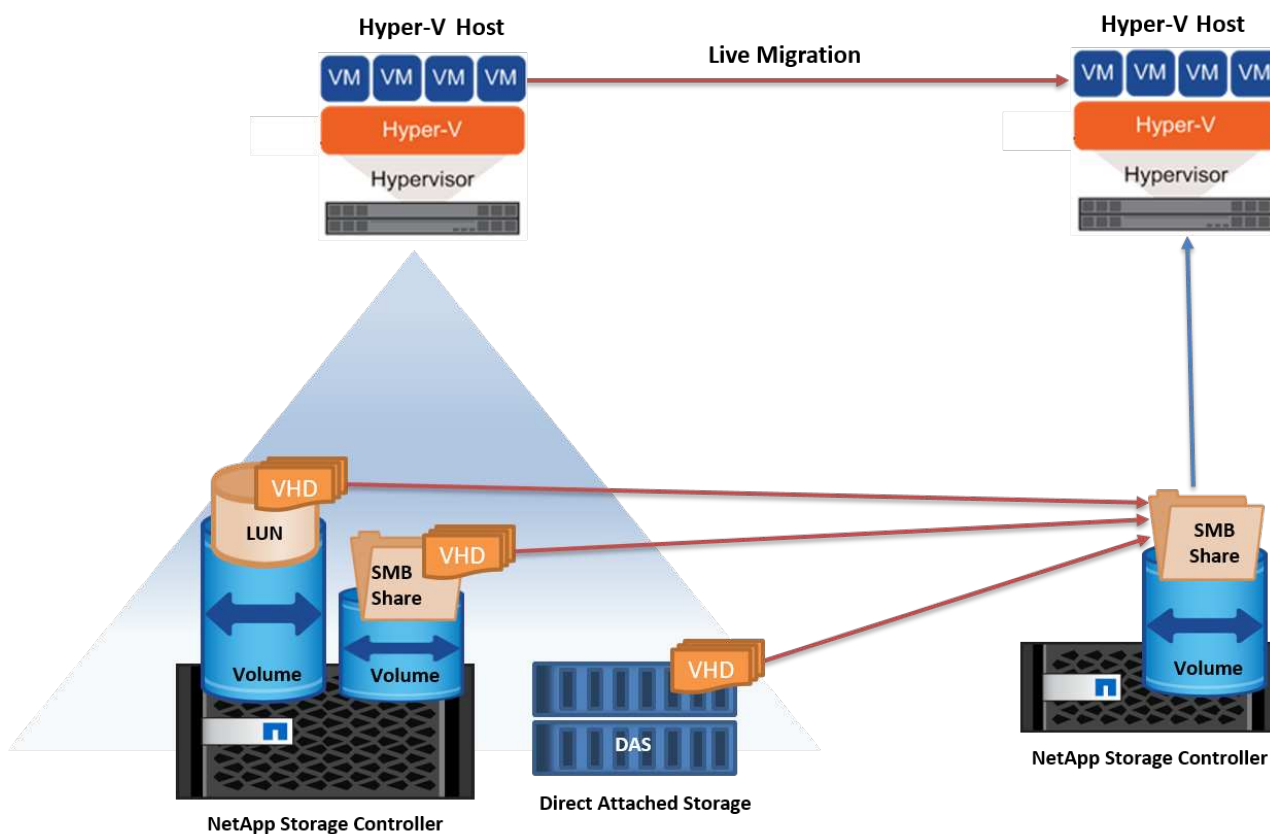 Hyper-V Host
VM VM VM VM
Hyper-V
Hypervisor
Live Migration
Hyper-V Host
VM VM VM VM
Hyper-V
Hypervisor
VHD
LUN
VHD
SMB
Share
Volume
Volume
VHD
DAS
Direct Attached Storage
NetApp Storage Controller
SMB
Share
Volume
NetApp Storage Controller